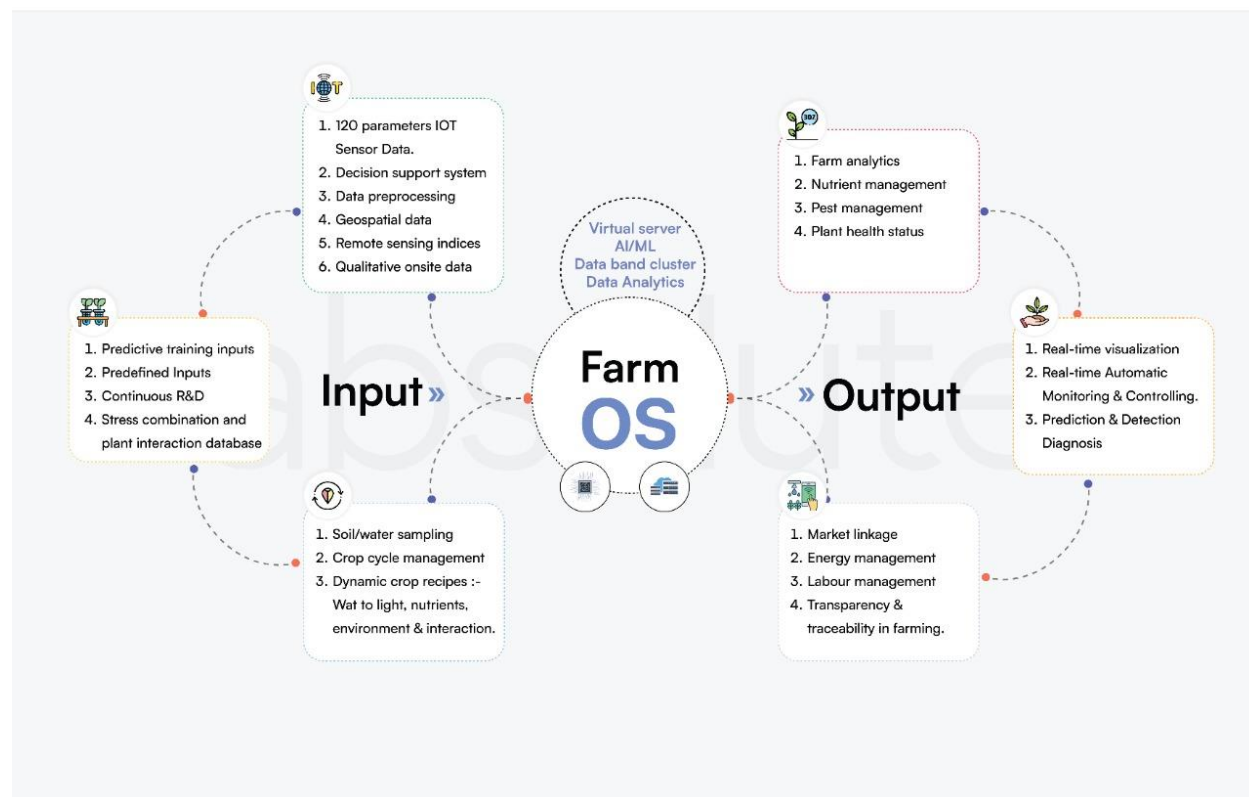 IOT
1. 120 parameters IOT
Sensor Data.
2. Decision support system
3. Data preprocessing
4. Geospatial data
5. Remote sensing indices
6. Qualitative onsite data
1. Predictive training inputs
2. Predefined Inputs
3. Continuous R&D
4. Stress combination and
plant interaction database
Input »
1. Soil/water sampling
2. Crop cycle management
3. Dynamic crop recipes :-
Wat to light, nutrients,
environment & interaction.
Virtual server
AI/ML
Data band cluster
Data Analytics
Farm
OS
absolute
1. Farm analytics
2. Nutrient management
3. Pest management
4. Plant health status
» Output
1. Real-time visualization
2. Real-time Automatic
Monitoring & Controlling.
3. Prediction & Detection
Diagnosis
1. Market linkage
2. Energy management
3. Labour management
4. Transparency &
traceability in farming.